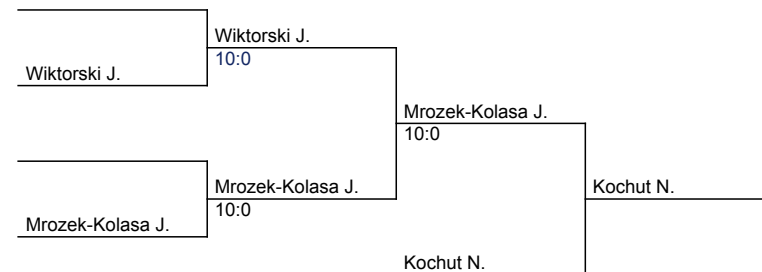 Wiktorski J.
Wiktorski J.
10:0
Mrozek-Kolasa J.
10:0
Mrozek-Kolasa J.
10:0
Kochut N.
Mrozek-Kolasa J.
Kochut N.